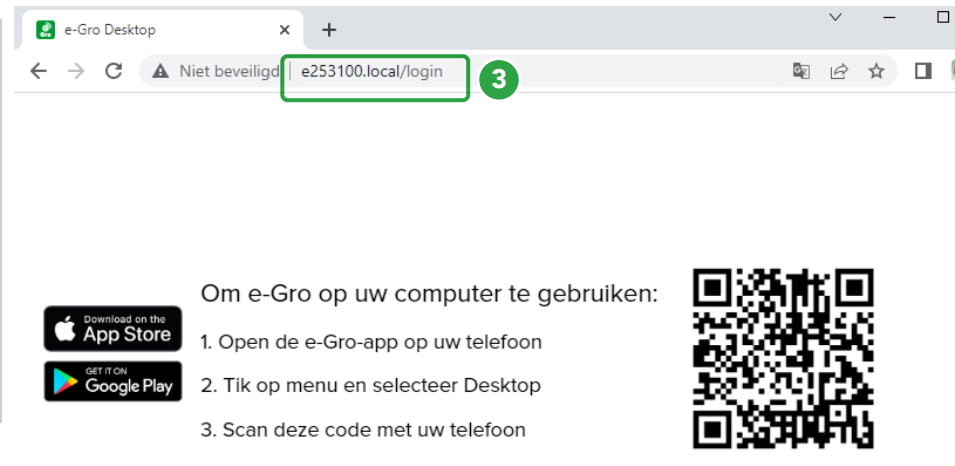 e-Gro Desktop
Niet beveiligd | e253100.local/login
3
Om e-Gro op uw computer te gebruiken:
Download on the
App Store
1. Open de e-Gro-app op uw telefoon
GET IT ON
Google Play
2. Tik op menu en selecteer Desktop
3. Scan deze code met uw telefoon